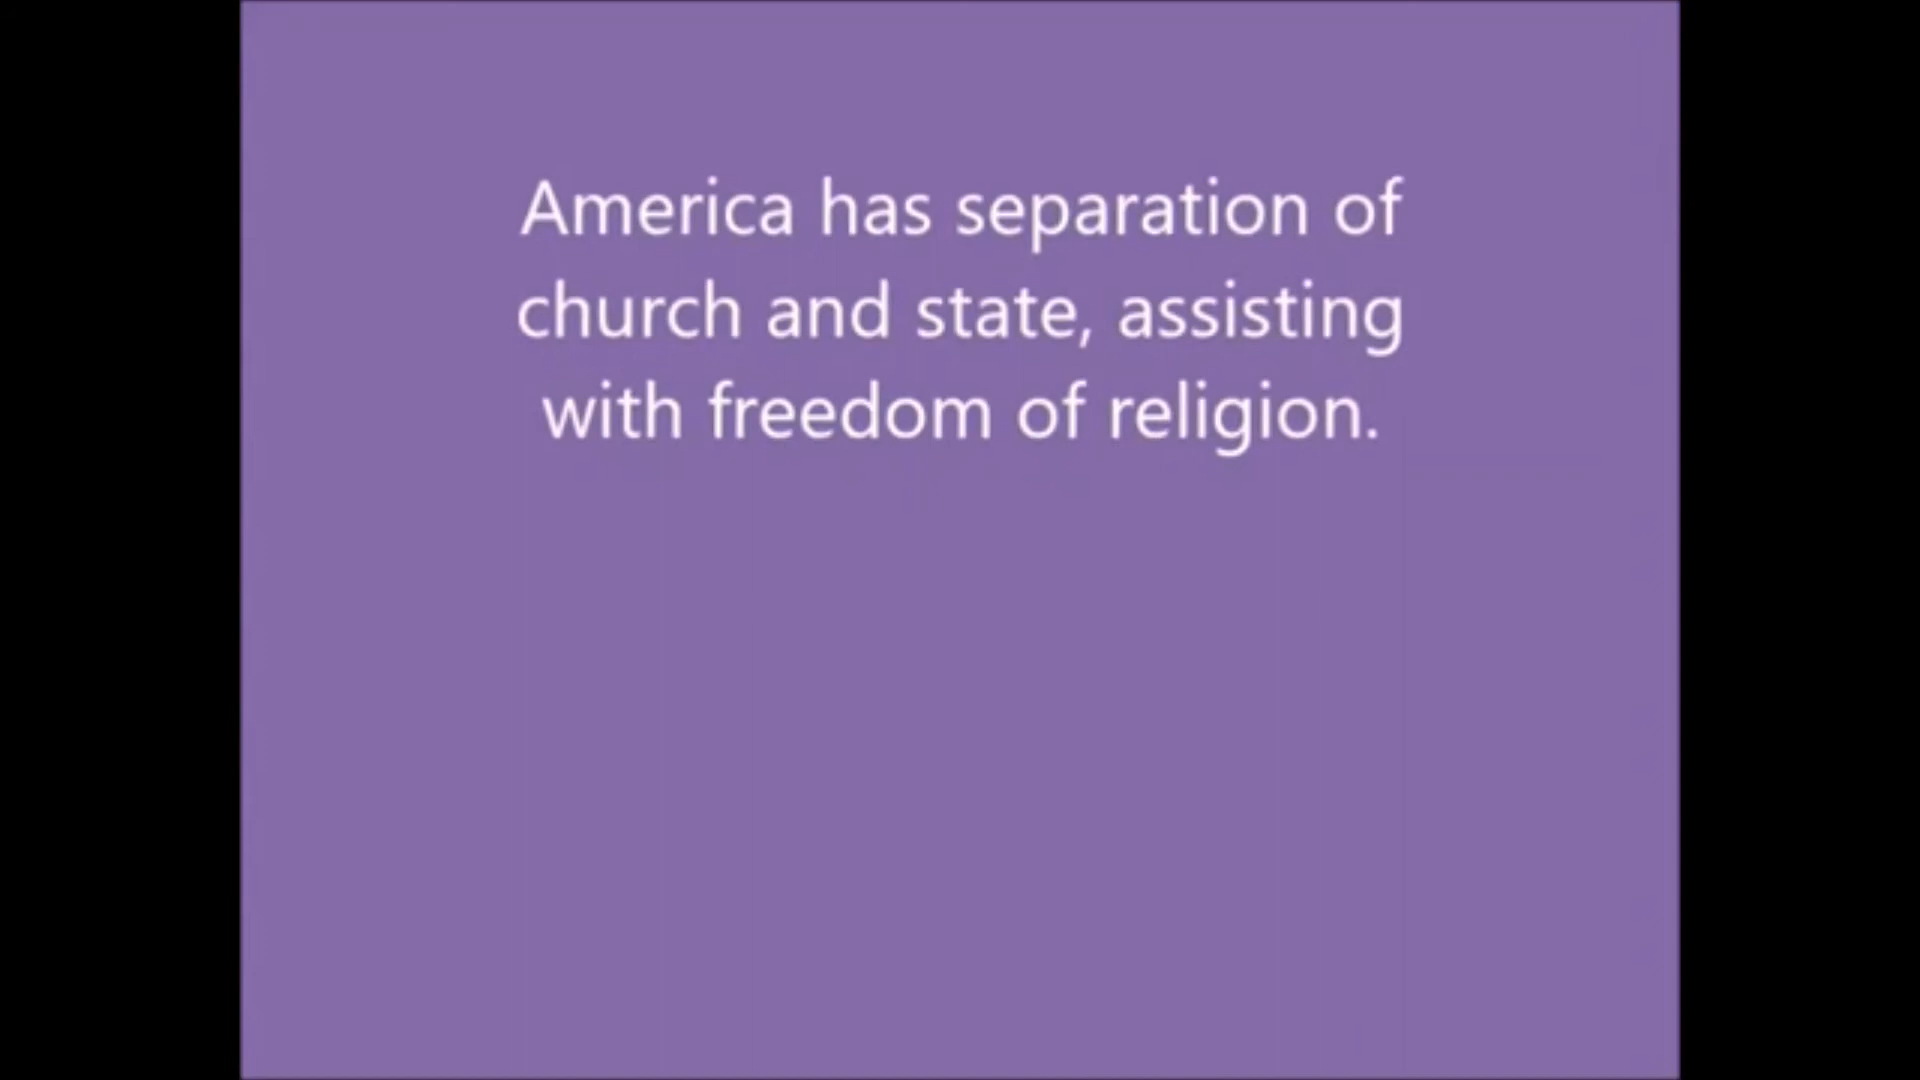 America has separation of
church and state, assisting
with freedom of religion.